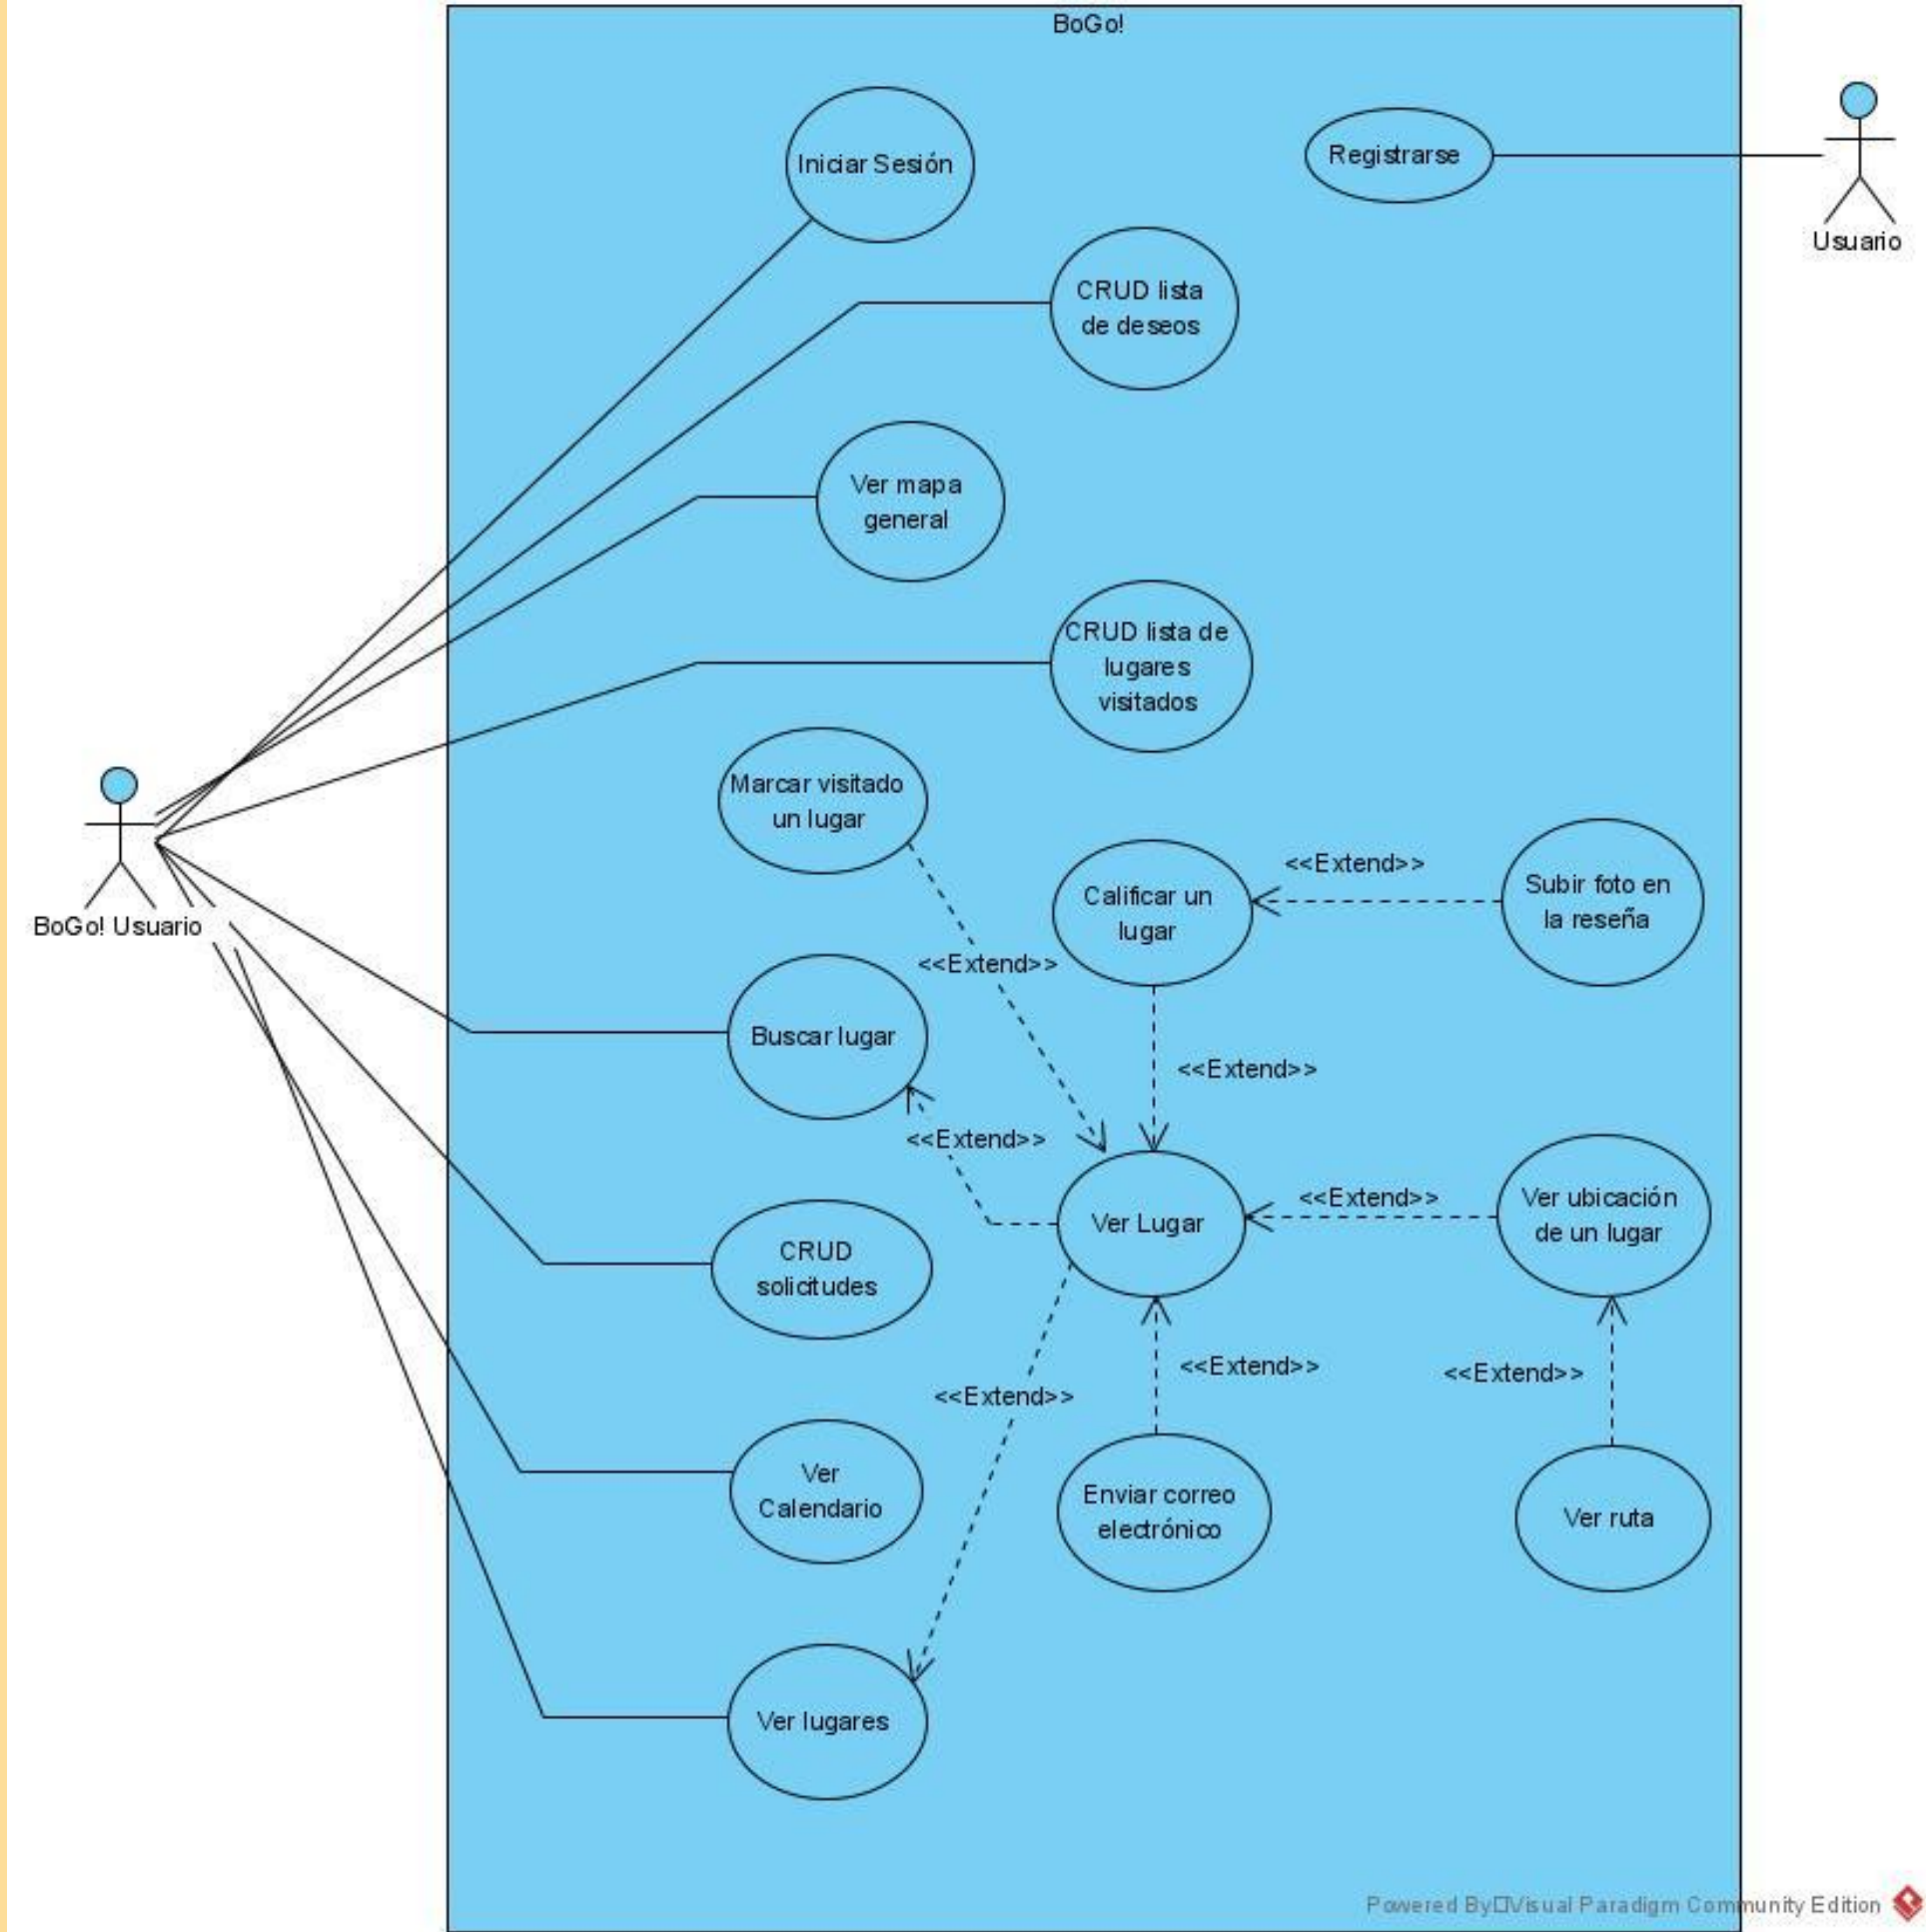 BoGo!
Iniciar Sesión
Registrarse
Usuario
CRUD lista
de deseos
Ver mapa
general
CRUD lista de
lugares
visitados
Marcar visitado
un lugar
Calificar un
lugar
<<Extend>>
Subir foto en
la reseña
BoGo! Usuario
<<Extend>>
Buscar lugar
<<Extend>>
<<Extend>>
Ver Lugar
<<Extend>>
Ver ubicación
de un lugar
CRUD
solicitudes
<<Extend>>
<<Extend>>
<<Extend>>
Ver
Calendario
Enviar correo
electrónico
Ver ruta
Ver lugares
Powered By□Visual Paradigm Community Edition